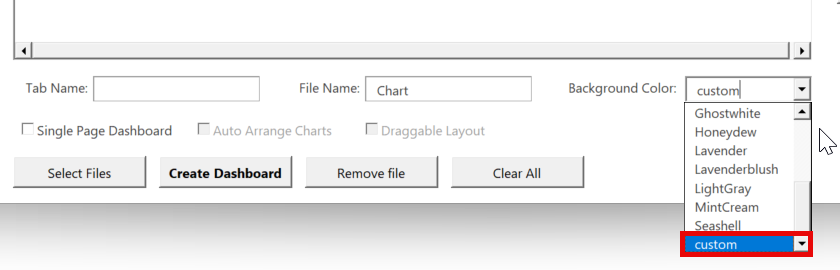 Tab Name:
File Name: Chart
Background Color: custom
Ghostwhite
Honeydew
Lavender
Lavenderblush
LightGray
MintCream
Seashell
custom
Single Page Dashboard
Auto Arrange Charts
Draggable Layout
Select Files
Create Dashboard
Remove file
Clear All